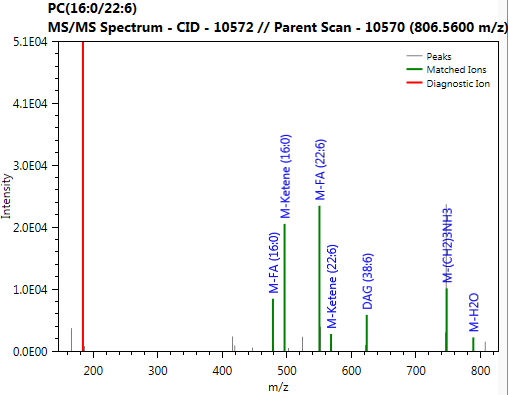 PC(16:0/22:6)
MS/MS Spectrum - CID - 10572 // Parent Scan - 10570 (806.5600 m/z)
5.1E04
4.1E04
3.0E04
2.0E04
1.0E04
0.0E00
Intensity
Peaks
Matched Ions
Diagnostic Ion
M-FA (16:0)
M-Ketene (16:0)
M-FA (22:6)
M-Ketene (22:6)
DAG (38:6)
M-(CH2)3NH3
M-H2O
200 300 400 500 600 700 800
m/z